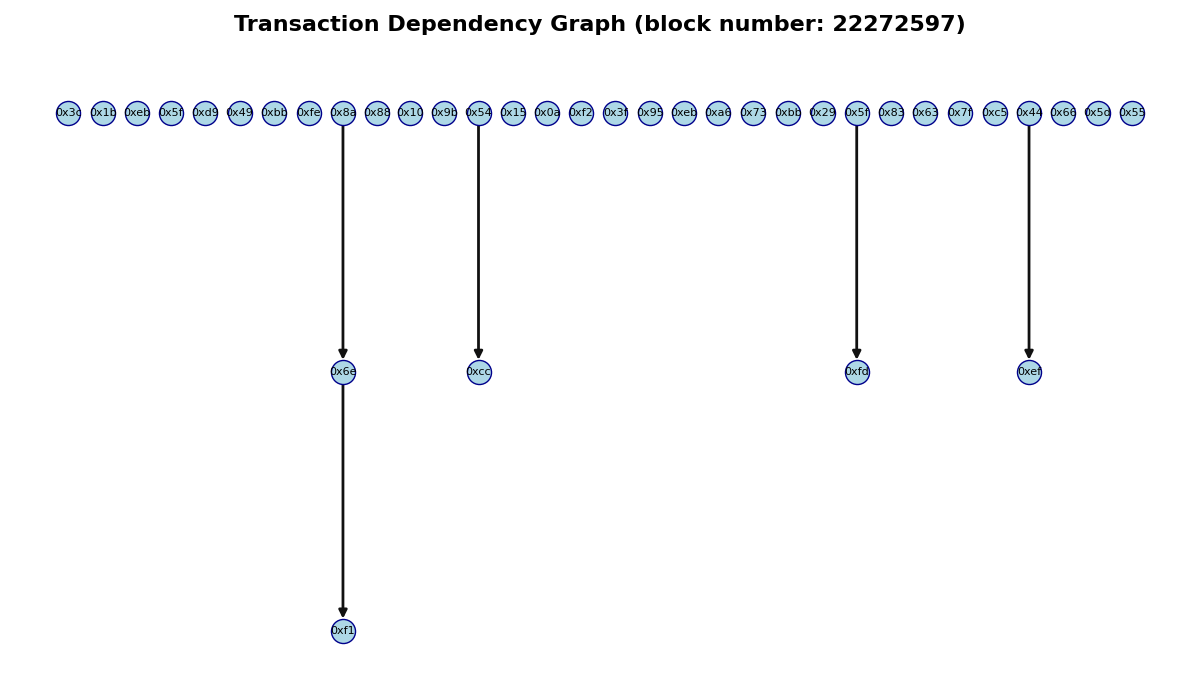 Transaction Dependency Graph (block number: 22272597)
0x3c 0x1b 0xeb 0x5f 0xd9 0x49 0xbb 0xfe 0x8a 0x88 0x10 0x9b 0x54 0x15 0x0a 0xf2 0x3f 0x95 0xeb 0xa6 0x73 0xbb 0x29 0x5f 0x83 0x63 0x7f 0xc5 0x44 0x66 0x5d 0x55
0x6e 0xcc 0xfd 0xef
0xf1